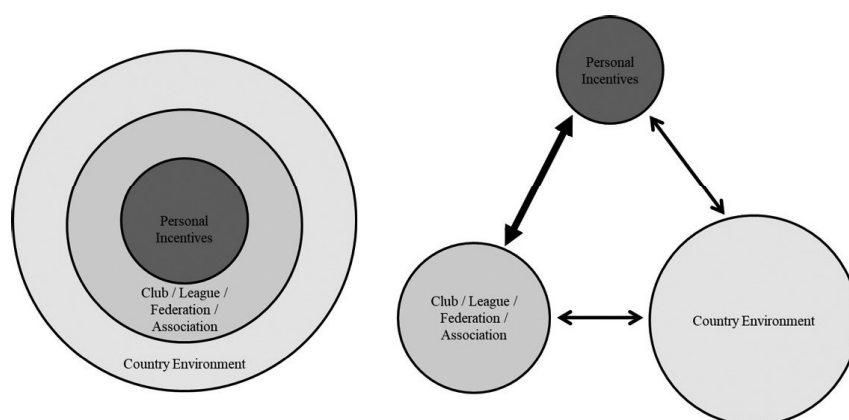 Personal
Incentives
Club / League /
Federation /
Association
Country Environment
Personal
Incentives
Club / League /
Federation /
Association
Country Environment